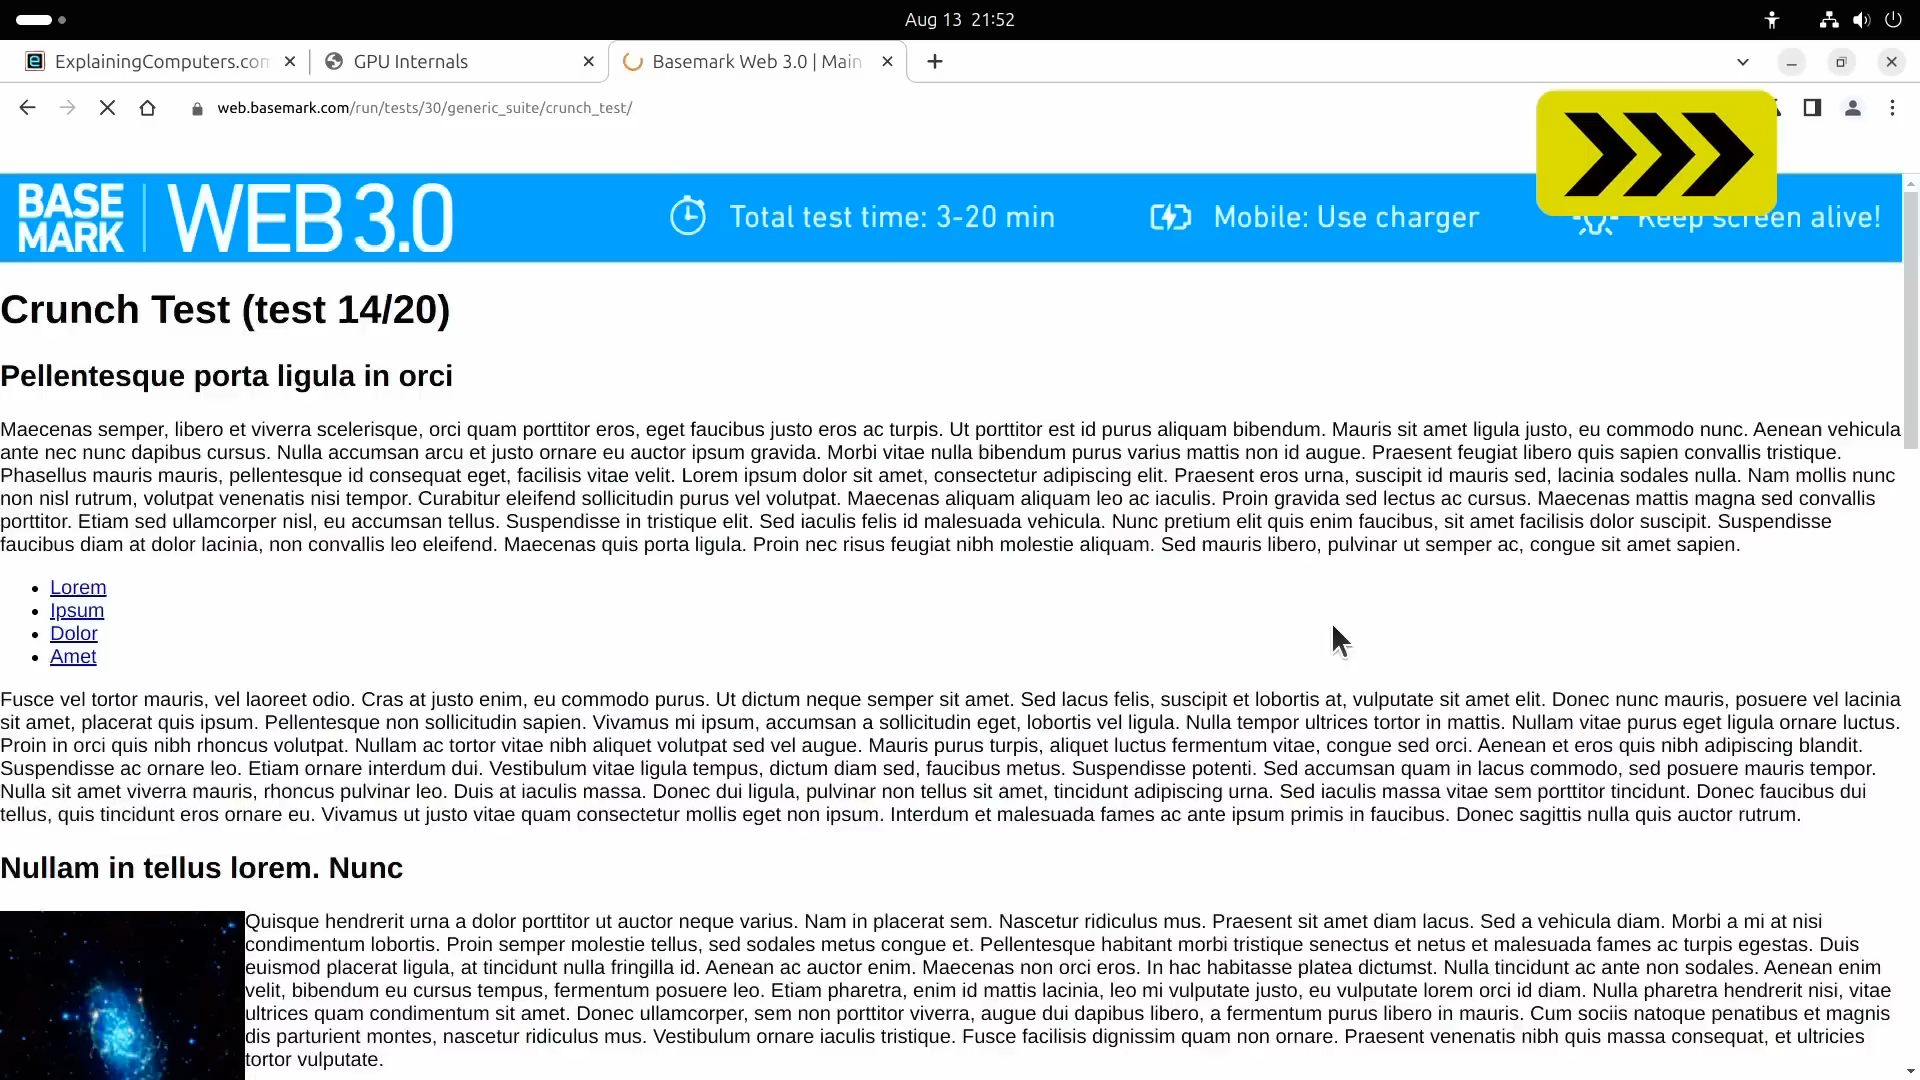 Aug 13 21:52
ExplainingComputers.com
GPU Internals
Basemark Web 3.0 | Main
web.basemark.com/run/tests/30/generic_suite/crunch_test/
BASE MARK WEB 3.0
Total test time: 3-20 min
Mobile: Use charger
Keep screen alive!
Crunch Test (test 14/20)
Pellentesque porta ligula in orci
Maecenas semper, libero et viverra scelerisque, orci quam porttitor eros, eget faucibus justo eros ac turpis. Ut porttitor est id purus aliquam bibendum. Mauris sit amet ligula justo, eu commodo nunc. Aenean vehicula
ante nec nunc dapibus cursus. Nulla accumsan arcu et justo ornare eu auctor ipsum gravida. Morbi vitae nulla bibendum purus varius mattis non id augue. Praesent feugiat libero quis sapien convallis tristique.
Phasellus mauris mauris, pellentesque id consequat eget, facilisis vitae velit. Lorem ipsum dolor sit amet, consectetur adipiscing elit. Praesent eros urna, suscipit id mauris sed, lacinia sodales nulla. Nam mollis nunc
non nisl rutrum, volutpat venenatis nisi tempor. Curabitur eleifend sollicitudin purus vel volutpat. Maecenas aliquam aliquam leo ac iaculis. Proin gravida sed lectus ac cursus. Maecenas mattis magna sed convallis
porttitor. Etiam sed ullamcorper nisl, eu accumsan tellus. Suspendisse in tristique elit. Sed iaculis felis id malesuada vehicula. Nunc pretium elit quis enim faucibus, sit amet facilisis dolor suscipit. Suspendisse
faucibus diam at dolor lacinia, non convallis leo eleifend. Maecenas quis porta ligula. Proin nec risus feugiat nibh molestie aliquam. Sed mauris libero, pulvinar ut semper ac, congue sit amet sapien.
Lorem
Ipsum
Dolor
Amet
Fusce vel tortor mauris, vel laoreet odio. Cras at justo enim, eu commodo purus. Ut dictum neque semper sit amet. Sed lacus felis, suscipit et lobortis at, vulputate sit amet elit. Donec nunc mauris, posuere vel lacinia
sit amet, placerat quis ipsum. Pellentesque non sollicitudin sapien. Vivamus mi ipsum, accumsan a sollicitudin eget, lobortis vel ligula. Nulla tempor ultrices tortor in mattis. Nullam vitae purus eget ligula ornare luctus.
Proin in orci quis nibh rhoncus volutpat. Nullam ac tortor vitae nibh aliquet volutpat sed vel augue. Mauris purus turpis, aliquet luctus fermentum vitae, congue sed orci. Aenean et eros quis nibh adipiscing blandit.
Suspendisse ac ornare leo. Etiam ornare interdum dui. Vestibulum vitae ligula tempus, dictum diam sed, faucibus metus. Suspendisse potenti. Sed accumsan quam in lacus commodo, sed posuere mauris tempor.
Nulla sit amet viverra mauris, rhoncus pulvinar leo. Duis at iaculis massa. Donec dui ligula, pulvinar non tellus sit amet, tincidunt adipiscing urna. Sed iaculis massa vitae sem porttitor tincidunt. Donec faucibus dui
tellus, quis tincidunt eros ornare eu. Vivamus ut justo vitae quam consectetur mollis eget non ipsum. Interdum et malesuada fames ac ante ipsum primis in faucibus. Donec sagittis nulla quis auctor rutrum.
Nullam in tellus lorem. Nunc
Quisque hendrerit urna a dolor porttitor ut auctor neque varius. Nam in placerat sem. Nascetur ridiculus mus. Praesent sit amet diam lacus. Sed a vehicula diam. Morbi a mi at nisi
condimentum lobortis. Proin semper molestie tellus, sed sodales metus congue et. Pellentesque habitant morbi tristique senectus et netus et malesuada fames ac turpis egestas. Duis
euismod placerat ligula, at tincidunt nulla fringilla id. Aenean ac auctor enim. Maecenas non orci eros. In hac habitasse platea dictumst. Nulla tincidunt ac ante non sodales. Aenean enim
velit, bibendum eu cursus tempus, fermentum posuere leo. Etiam pharetra, enim id mattis lacinia, leo mi vulputate justo, eu vulputate lorem orci id diam. Nulla pharetra hendrerit nisi, vitae
ultrices quam condimentum sit amet. Donec ullamcorper, sem non porttitor viverra, augue dui dapibus libero, a fermentum purus libero in mauris. Cum sociis natoque penatibus et magnis
dis parturient montes, nascetur ridiculus mus. Vestibulum ornare iaculis tristique. Fusce facilisis dignissim quam non ornare. Praesent venenatis nibh quis massa consequat, et ultricies
tortor vulputate.